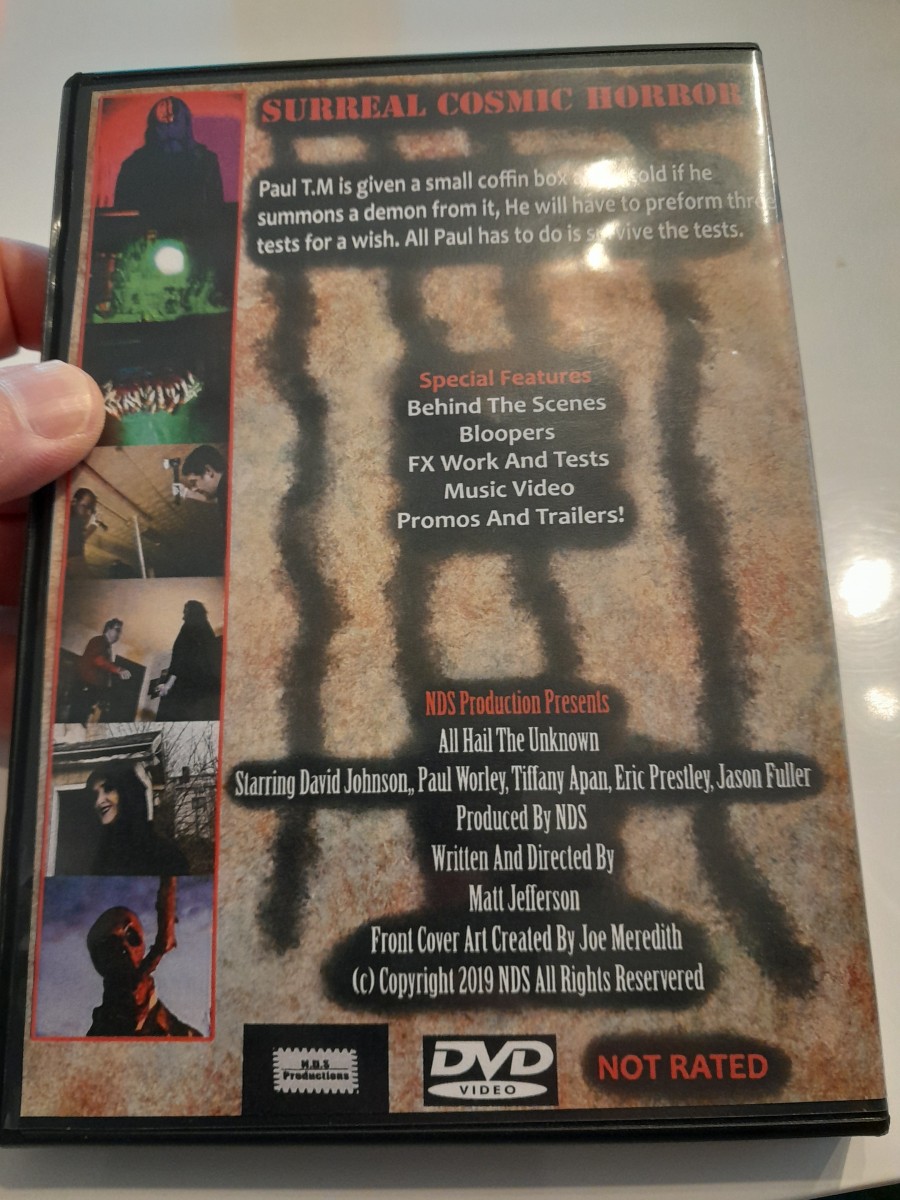 SURREAL COSMIC HORROR
Paul T.M is given a small coffin box told if he
summons a demon from it, He will have to preform three
tests for a wish. All Paul has to do is survive the tests.
Special Features
Behind The Scenes
Bloopers
FX Work And Tests
Music Video
Promos And Trailers!
NDS Production Presents
All Hail The Unknown
Starring David Johnson,, Paul Worley, Tiffany Apan, Eric Prestley, Jason Fuller
Produced By NDS
Written And Directed By
Matt Jefferson
Front Cover Art Created By Joe Meredith
(c) Copyright 2019 NDS All Rights Reservered
N.D.S
Productions
DVD
VIDEO
NOT RATED